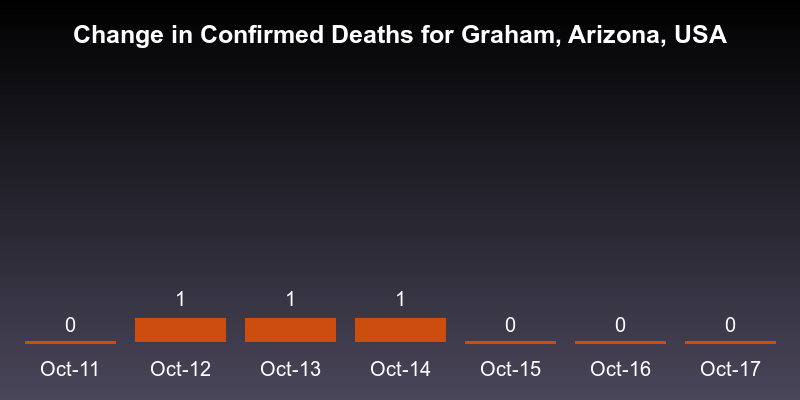 Change in Confirmed Deaths for Graham, Arizona, USA
0 1 1 1 0 0 0
Oct-11 Oct-12 Oct-13 Oct-14 Oct-15 Oct-16 Oct-17